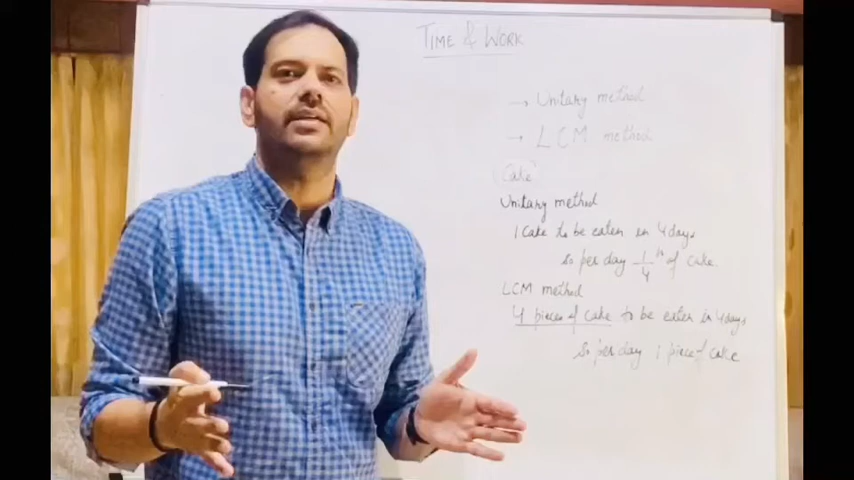 TIME & WORK
→ Unitary method
→ LCM method
Cake
Unitary method
1 Cake to be eaten in 4 days
So per day 1/4 th of cake.
LCM method
4 pieces of cake to be eaten in 4 days
So per day 1 piece of cake